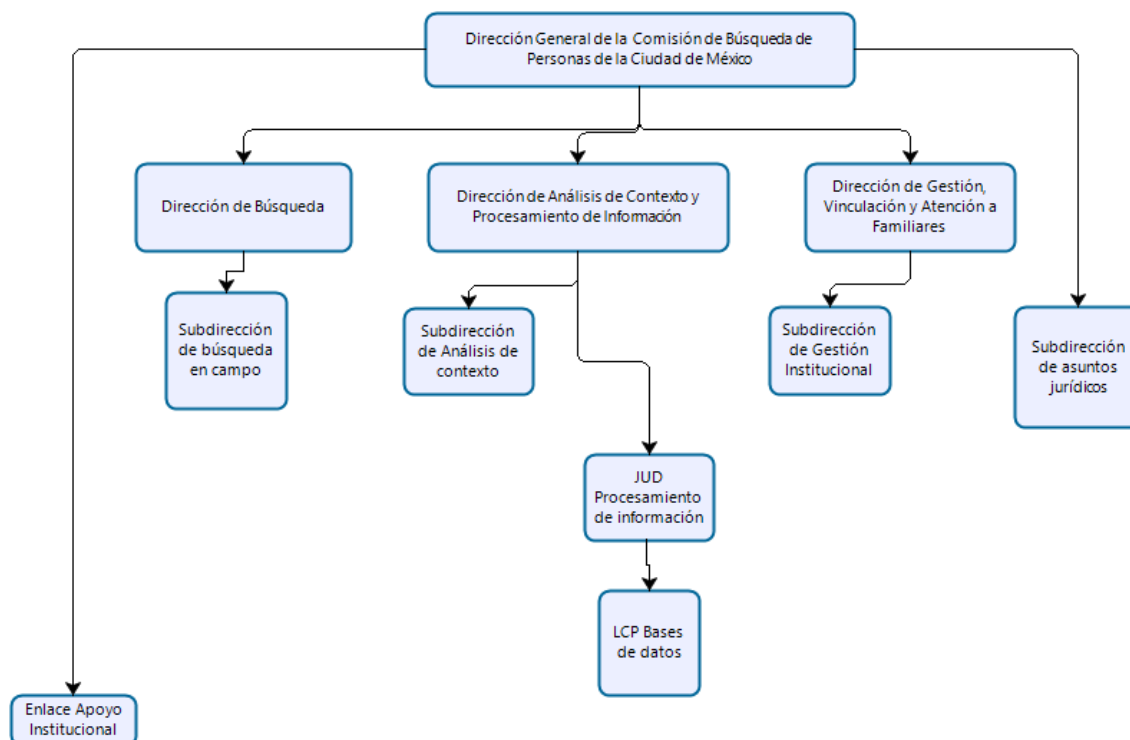 Dirección General de la Comisión de Búsqueda de
Personas de la Ciudad de México
Dirección de Búsqueda
Dirección de Análisis de Contexto y
Procesamiento de Información
Dirección de Gestión,
Vinculación y Atención a
Familiares
Subdirección
de búsqueda
en campo
Subdirección
de Análisis de
contexto
Subdirección
de Gestión
Institucional
Subdirección
de asuntos
jurídicos
JUD
Procesamiento
de información
LCP Bases
de datos
Enlace Apoyo
Institucional